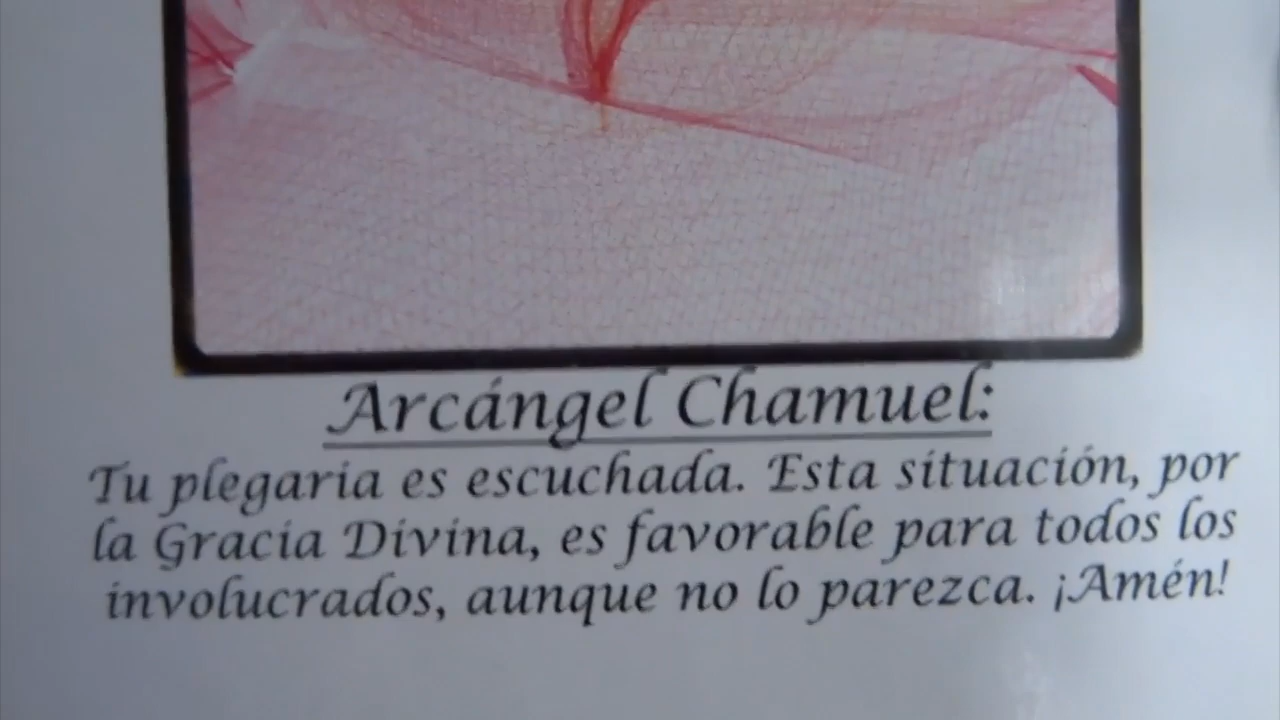 Arcángel Chamuel:
Tu plegaria es escuchada. Esta situación, por
la Gracia Divina, es favorable para todos los
involucrados, aunque no lo parezca. ¡Amén!